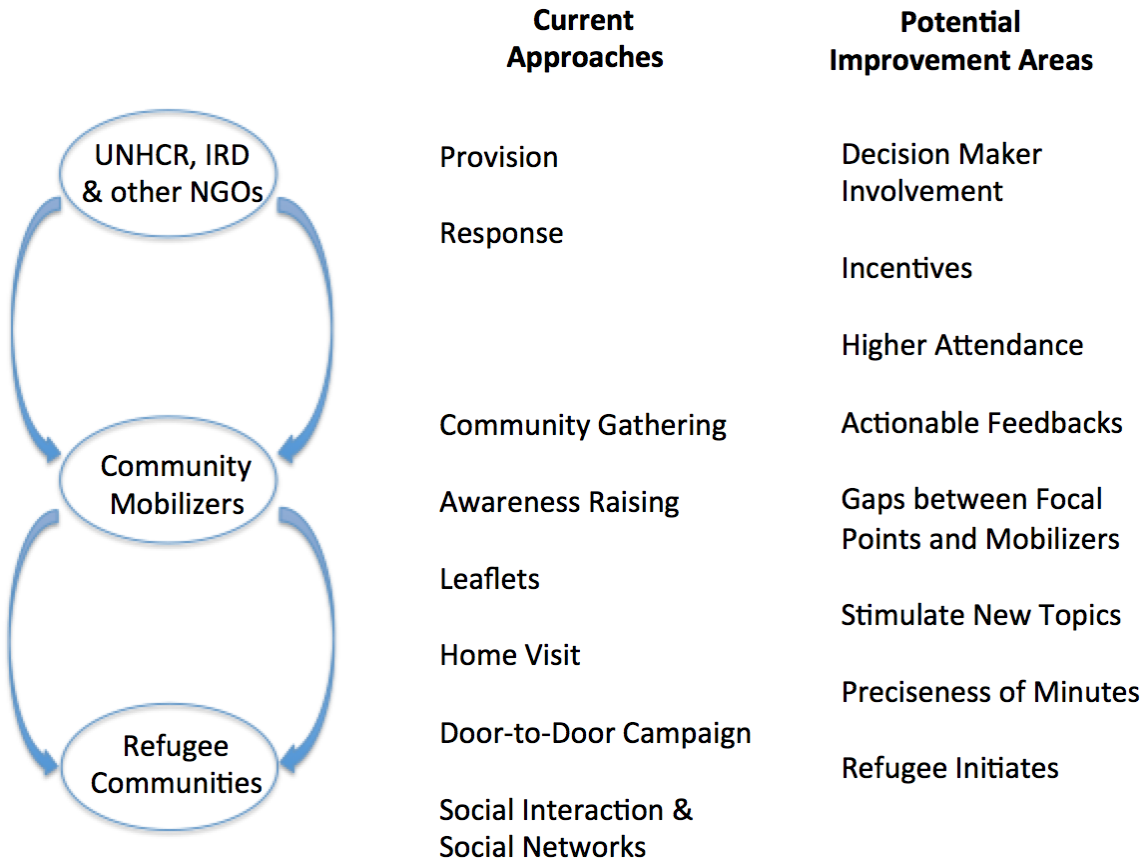 Current
Approaches
Potential
Improvement Areas
UNHCR, IRD
& other NGOs
Community
Mobilizers
Refugee
Communities
Provision
Response
Community Gathering
Awareness Raising
Leaflets
Home Visit
Door-to-Door Campaign
Social Interaction &
Social Networks
Decision Maker
Involvement
Incentives
Higher Attendance
Actionable Feedbacks
Gaps between Focal
Points and Mobilizers
Stimulate New Topics
Preciseness of Minutes
Refugee Initiates